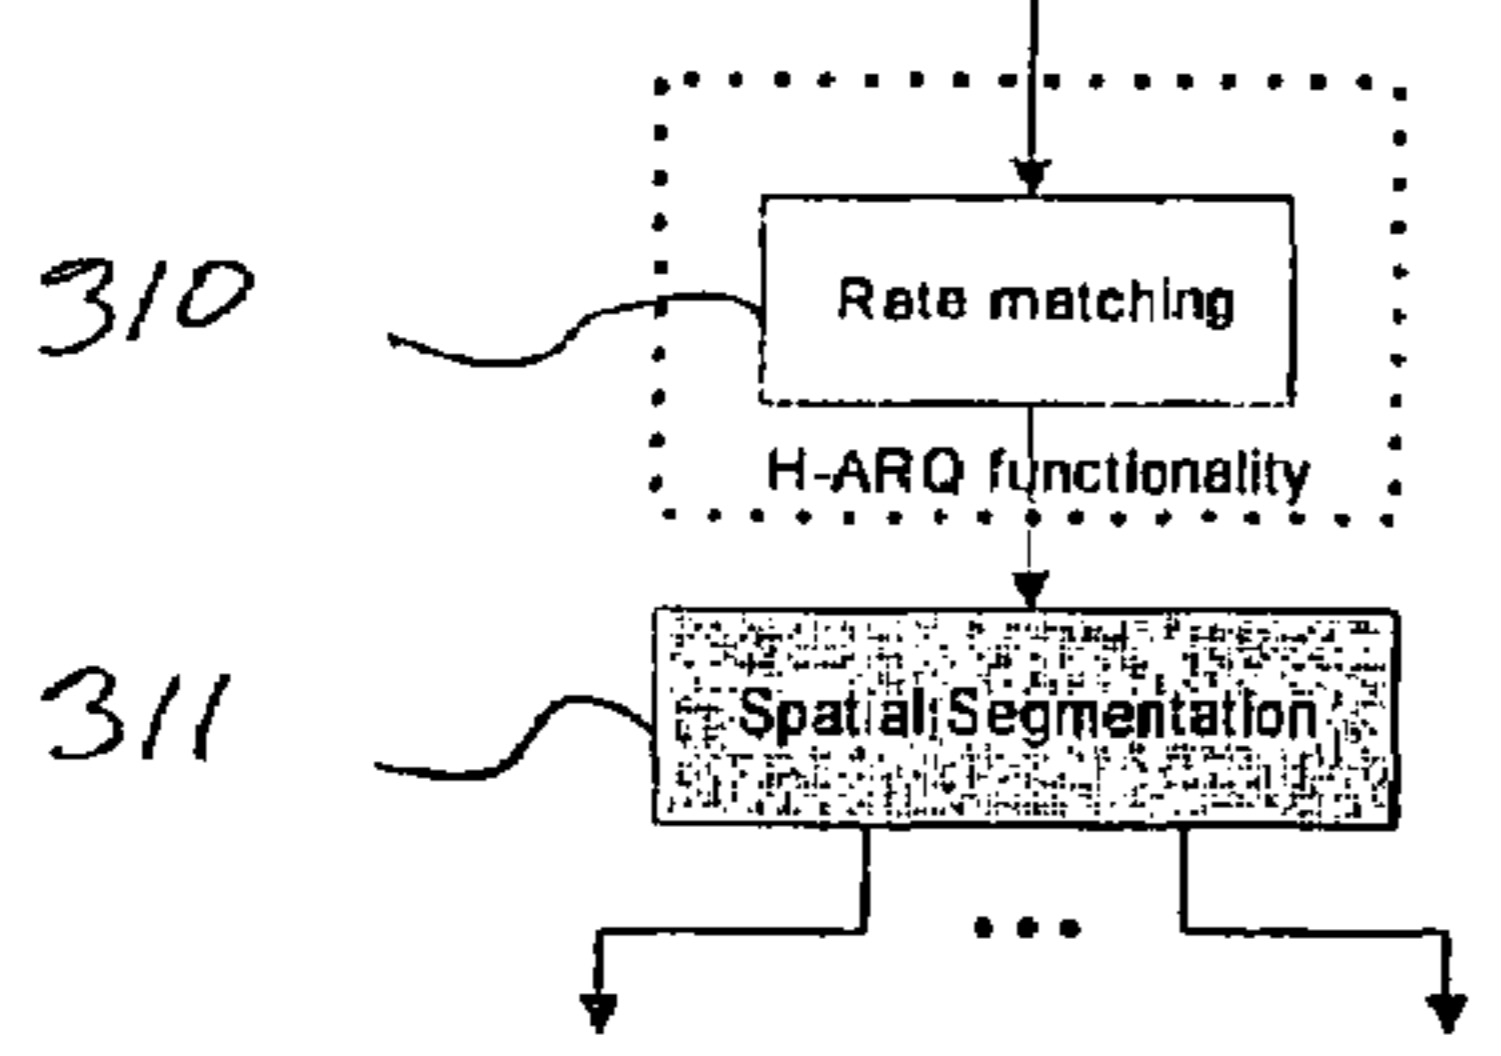 310
Rate matching
H-ARQ functionality
311
Spatial Segmentation